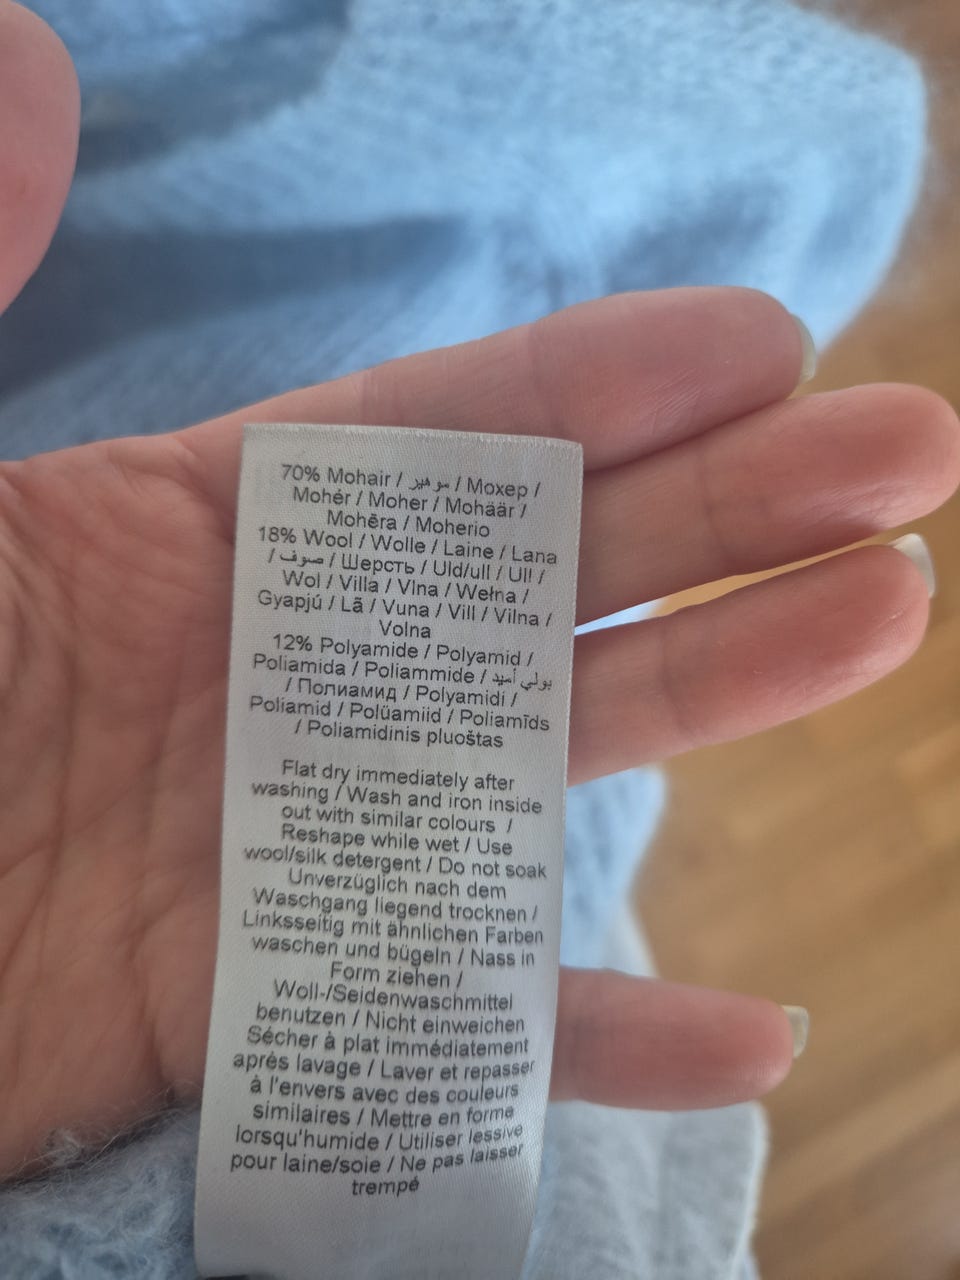 70% Mohair / موهير / Мохер /
Mohér / Moher / Mohäär /
Mohēra / Moherio
18% Wool / Wolle / Laine / Lana
/ صوف / Шерсть / Uld/ull / Ull /
Wol / Villa / Vlna / Wełna /
Gyapjú / Lã / Vuna / Vill / Vilna /
Volna
12% Polyamide / Polyamid /
Poliamida / Poliammide / بولي أميد
/ Полиамид / Polyamidi /
Poliamid / Polüamiid / Poliamīds
/ Poliamidinis pluoštas
Flat dry immediately after
washing / Wash and iron inside
out with similar colours /
Reshape while wet / Use
wool/silk detergent / Do not soak
Unverzüglich nach dem
Waschgang liegend trocknen /
Linksseitig mit ähnlichen Farben
waschen und bügeln / Nass in
Form ziehen /
Woll-/Seidenwaschmittel
benutzen / Nicht einweichen
Sécher à plat immédiatement
après lavage / Laver et repasser
à l'envers avec des couleurs
similaires / Mettre en forme
lorsqu'humide / Utiliser lessive
pour laine/soie / Ne pas laisser
trempé